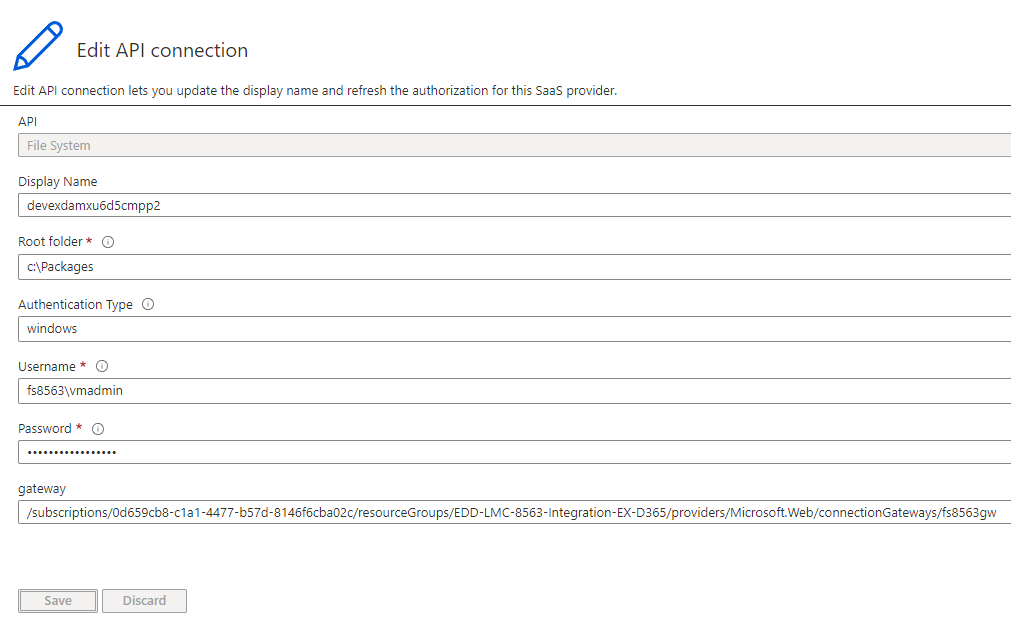 Edit API connection
Edit API connection lets you update the display name and refresh the authorization for this SaaS provider.
API
File System
Display Name
devexdamxu6d5cmpp2
Root folder *
c:\Packages
Authentication Type
windows
Username *
fs8563\vmadmin
Password *
•••••••••••••••••
gateway
/subscriptions/0d659cb8-c1a1-4477-b57d-8146f6cba02c/resourceGroups/EDD-LMC-8563-Integration-EX-D365/providers/Microsoft.Web/connectionGateways/fs8563gw
Save Discard